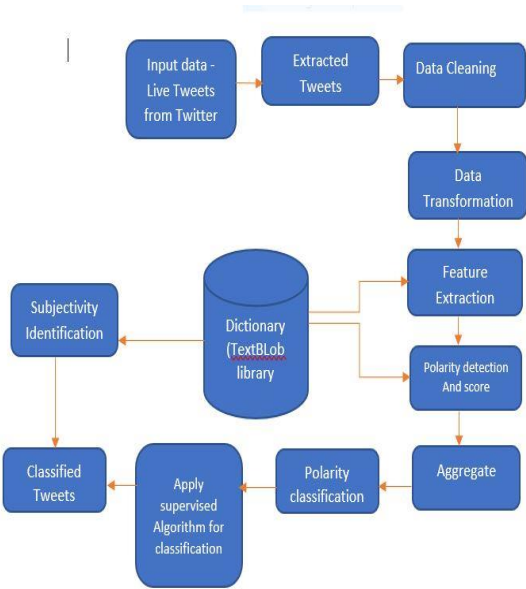 Input data -
Live Tweets
from Twitter
Extracted
Tweets
Data Cleaning
Data
Transformation
Feature
Extraction
Polarity detection
And score
Aggregate
Polarity
classification
Apply
supervised
Algorithm for
classification
Classified
Tweets
Subjectivity
Identification
Dictionary
(TextBLob
library